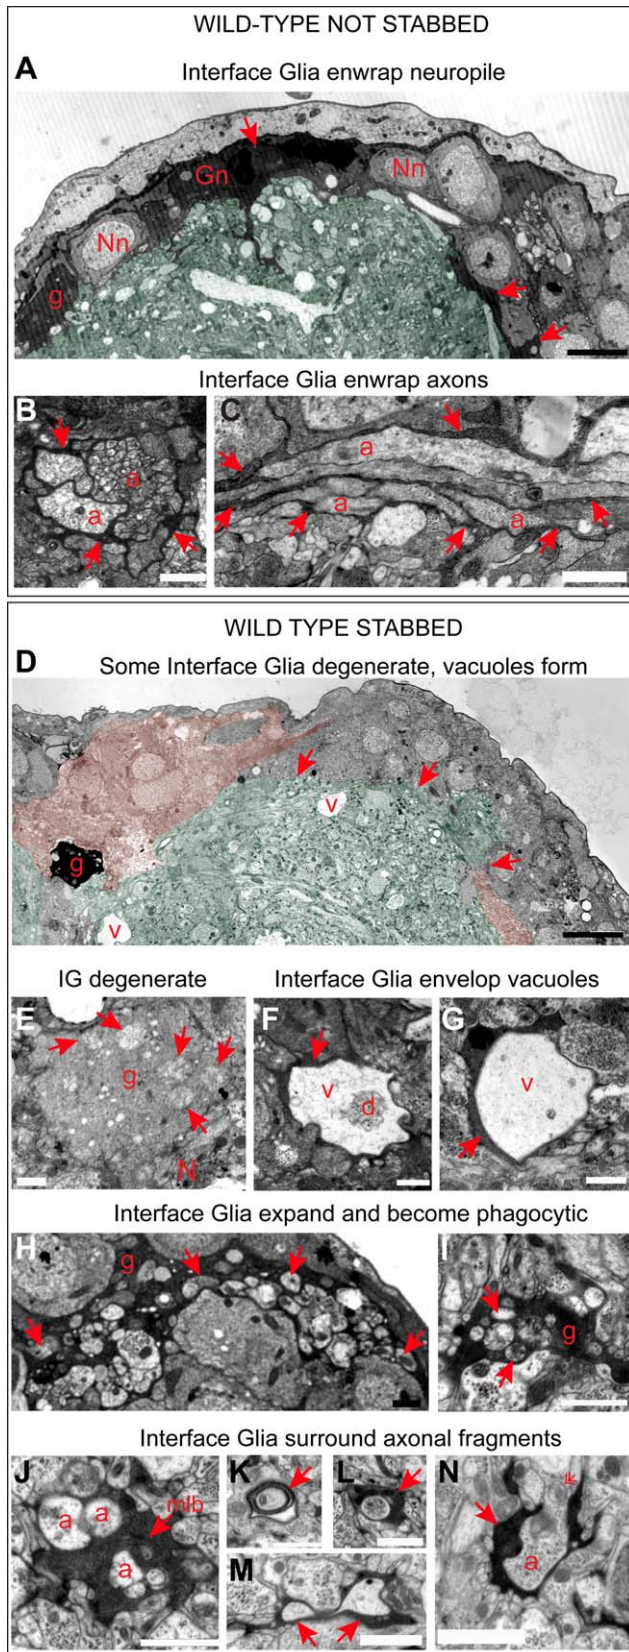 WILD-TYPE NOT STABBED
A
Interface Glia enwrap neuropile
Gn
Nn
Nn
g
Interface Glia enwrap axons
B
C
a
a
a
a
a
WILD TYPE STABBED
D
Some Interface Glia degenerate, vacuoles form
v
g
v
IG degenerate
Interface Glia envelop vacuoles
E
F
G
g
v
d
v
N
Interface Glia expand and become phagocytic
H
g
I
g
Interface Glia surround axonal fragments
J
K
L
N
mlb
a
a
a
M
a